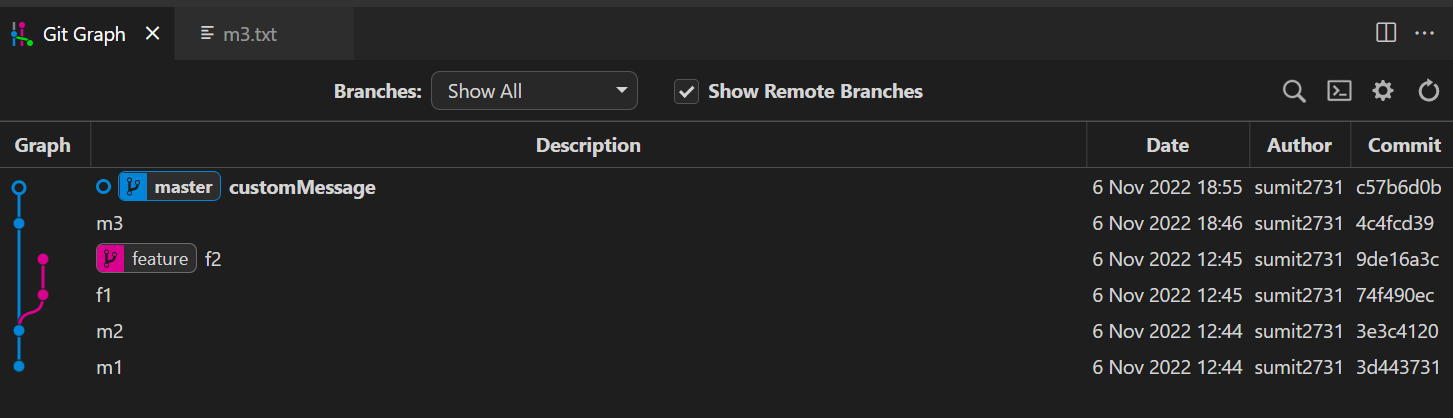 Git Graph m3.txt
Branches: Show All Show Remote Branches
Graph Description Date Author Commit
master customMessage 6 Nov 2022 18:55 sumit2731 c57b6d0b
m3 6 Nov 2022 18:46 sumit2731 4c4fcd39
feature f2 6 Nov 2022 12:45 sumit2731 9de16a3c
f1 6 Nov 2022 12:45 sumit2731 74f490ec
m2 6 Nov 2022 12:44 sumit2731 3e3c4120
m1 6 Nov 2022 12:44 sumit2731 3d443731